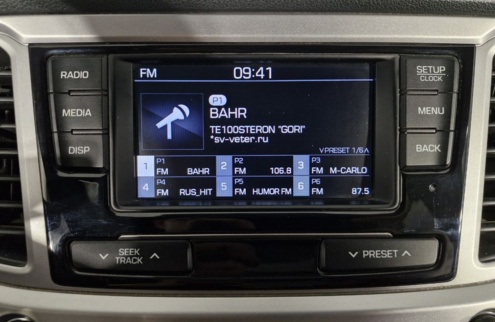 FM 09:41
RADIO
MEDIA
DISP
SETUP
CLOCK
MENU
BACK
P1
BAHR
TE100STERON "GORI"
*sv-veter.ru
PRESET 1/6
1 P1 FM BAHR
2 P2 FM 106.8
3 P3 FM M-CARLO
4 P4 FM RUS_HIT
5 P5 FM HUMOR FM
6 P6 FM 87.5
SEEK
TRACK
PRESET